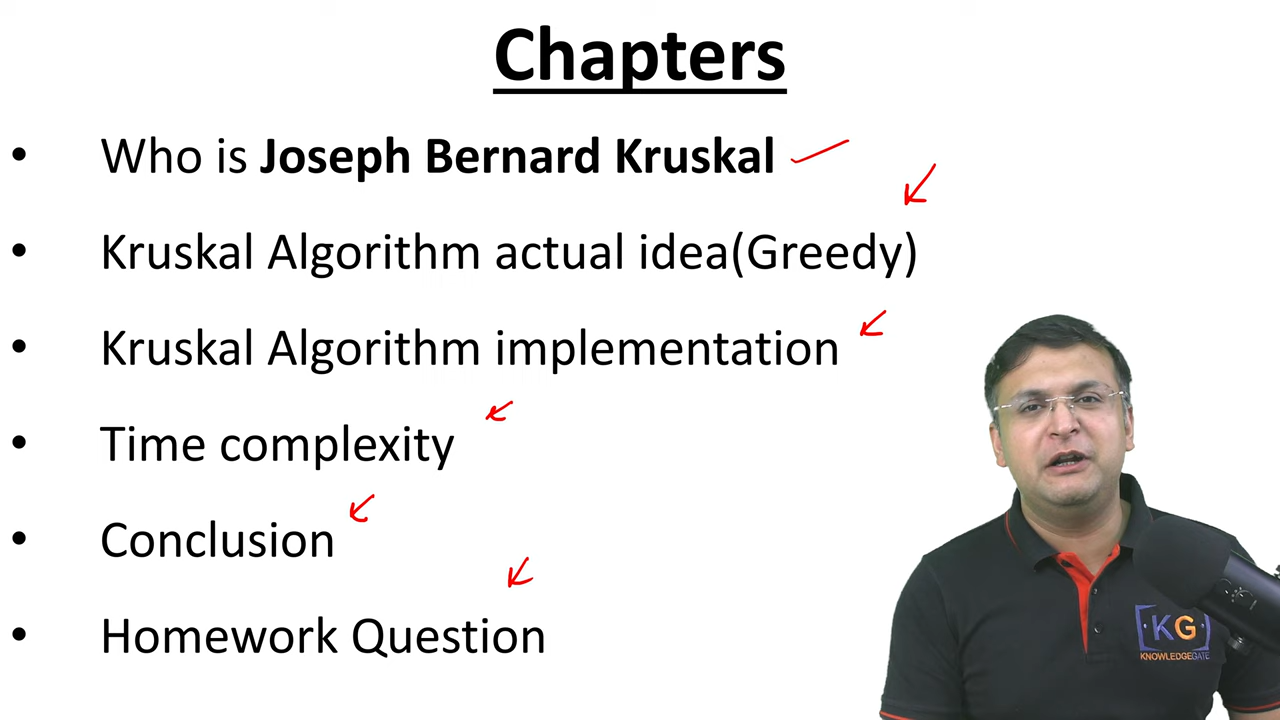 Chapters
• Who is Joseph Bernard Kruskal
• Kruskal Algorithm actual idea(Greedy)
• Kruskal Algorithm implementation
• Time complexity
• Conclusion
• Homework Question
KG
KNOWLEDGEGATE